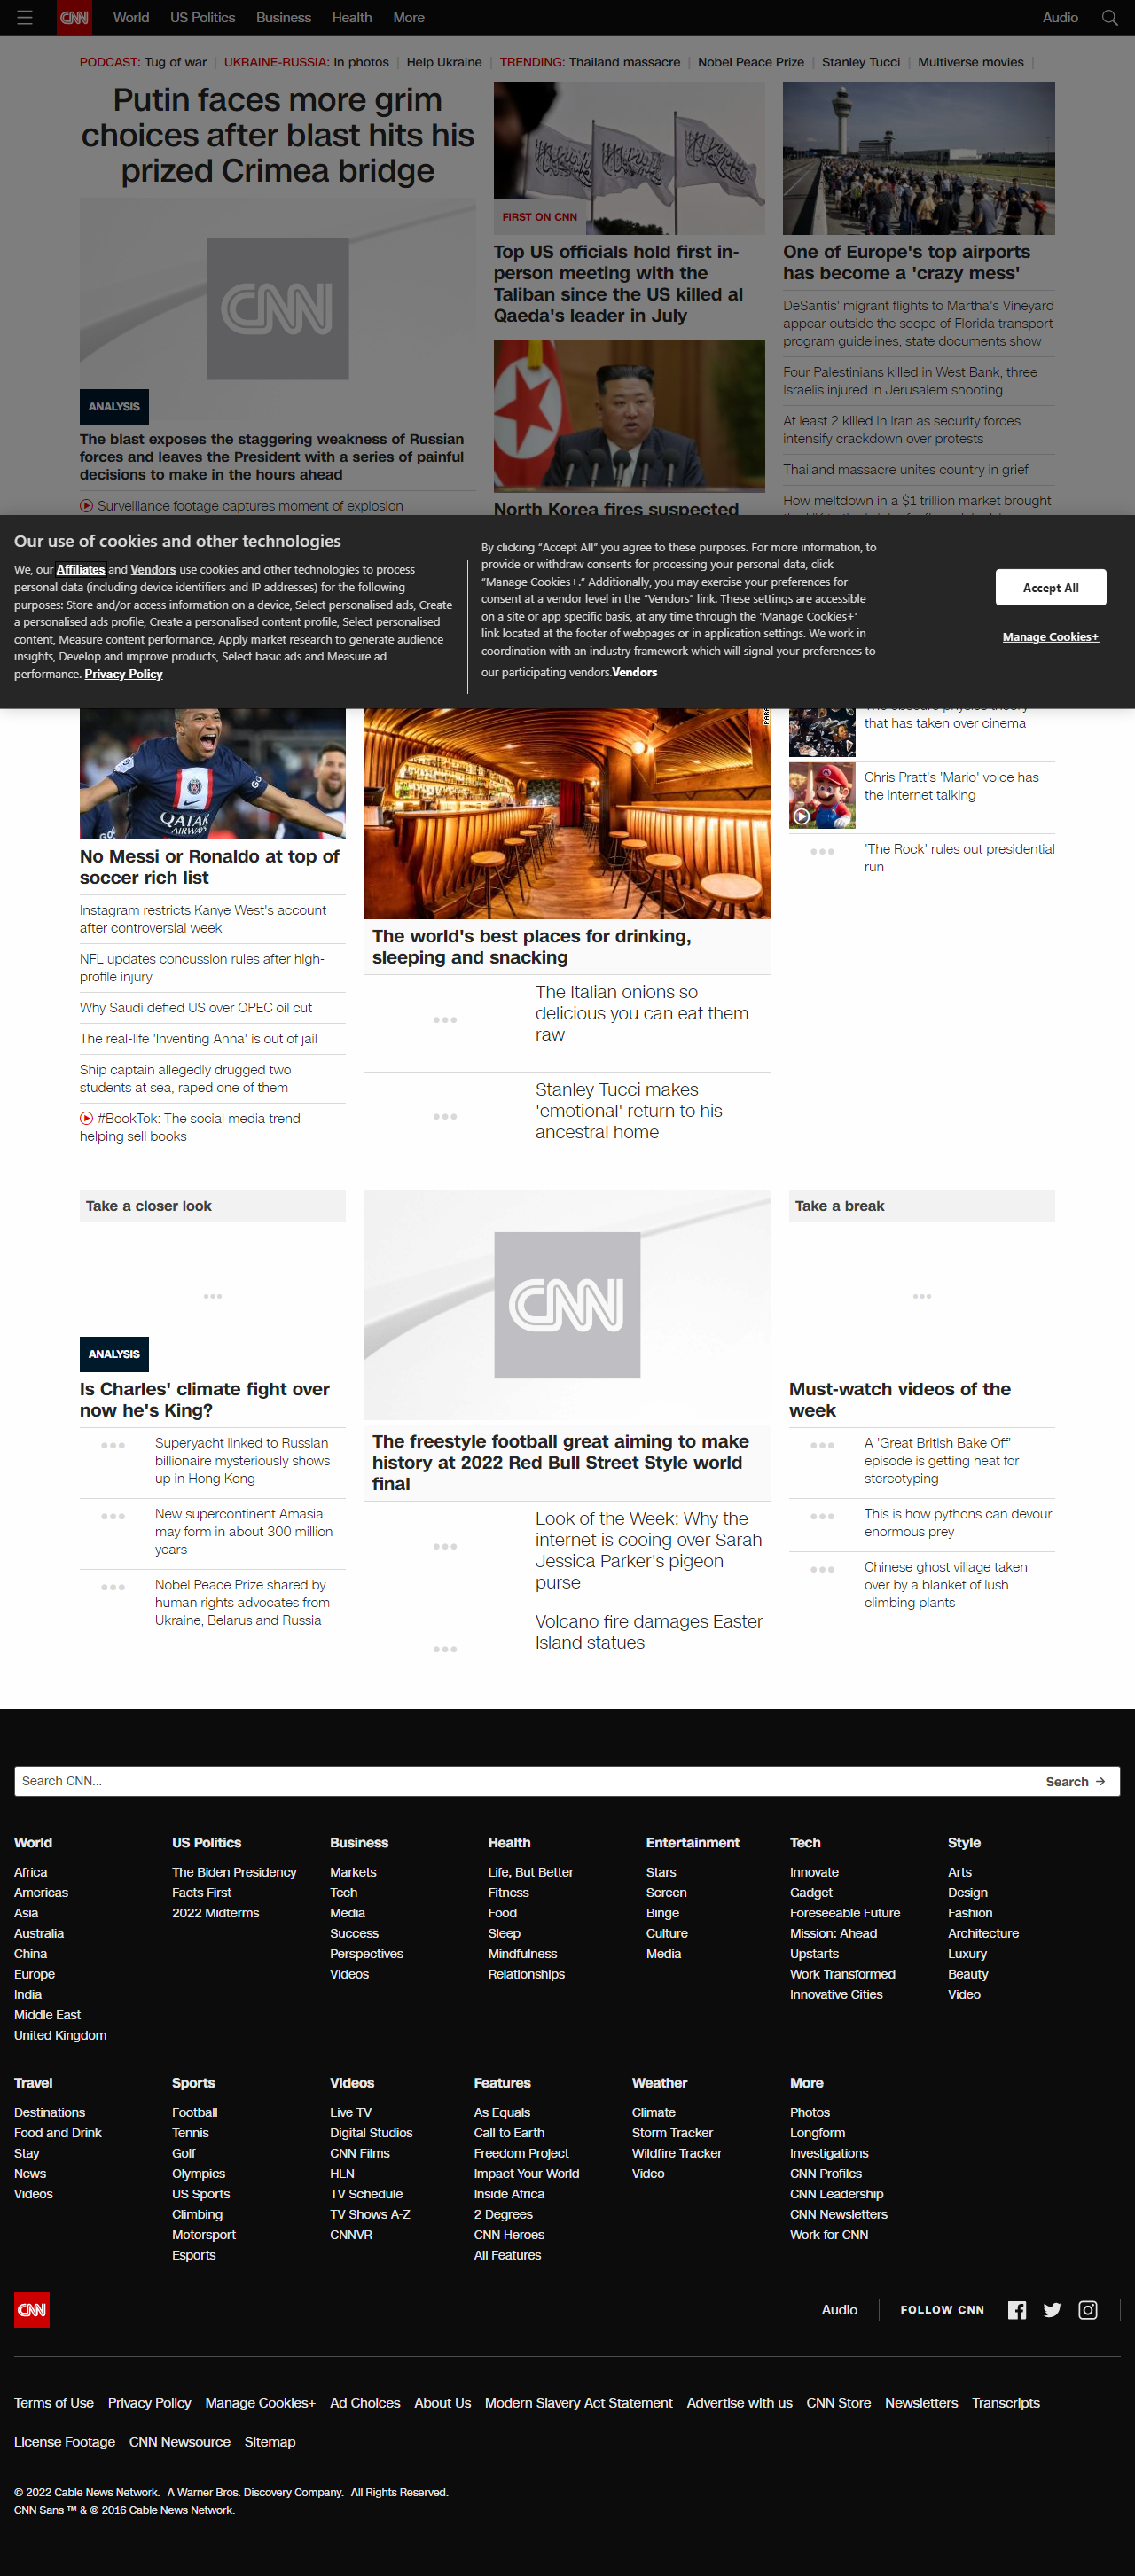 CNN World US Politics Business Health More Audio
PODCAST: Tug of war UKRAINE-RUSSIA: In photos Help Ukraine TRENDING: Thailand massacre Nobel Peace Prize Stanley Tucci Multiverse movies
Putin faces more grim
choices after blast hits his
prized Crimea bridge
CNN
ANALYSIS
The blast exposes the staggering weakness of Russian
forces and leaves the President with a series of painful
decisions to make in the hours ahead
Surveillance footage captures moment of explosion
FIRST ON CNN
Top US officials hold first in-
person meeting with the
Taliban since the US killed al
Qaeda's leader in July
North Korea fires suspected
One of Europe's top airports
has become a 'crazy mess'
DeSantis' migrant flights to Martha's Vineyard
appear outside the scope of Florida transport
program guidelines, state documents show
Four Palestinians killed in West Bank, three
Israelis injured in Jerusalem shooting
At least 2 killed in Iran as security forces
intensify crackdown over protests
Thailand massacre unites country in grief
How meltdown in a $1 trillion market brought
Our use of cookies and other technologies
We, our Affiliates and Vendors use cookies and other technologies to process
personal data (including device identifiers and IP addresses) for the following
purposes: Store and/or access information on a device, Select personalised ads, Create
a personalised ads profile, Create a personalised content profile, Select personalised
content, Measure content performance, Apply market research to generate audience
insights, Develop and improve products, Select basic ads and Measure ad
performance. Privacy Policy
By clicking “Accept All” you agree to these purposes. For more information, to
provide or withdraw consents for processing your personal data, click
“Manage Cookies+.” Additionally, you may exercise your preferences for
consent at a vendor level in the “Vendors” link. These settings are accessible
on a site or app specific basis, at any time through the ‘Manage Cookies+’
link located at the footer of webpages or in application settings. We work in
coordination with an industry framework which will signal your preferences to
our participating vendors.Vendors
Accept All
Manage Cookies+
QATAR
AIRWAYS
No Messi or Ronaldo at top of
soccer rich list
Instagram restricts Kanye West's account
after controversial week
NFL updates concussion rules after high-
profile injury
Why Saudi defied US over OPEC oil cut
The real-life 'Inventing Anna' is out of jail
Ship captain allegedly drugged two
students at sea, raped one of them
#BookTok: The social media trend
helping sell books
The world's best places for drinking,
sleeping and snacking
The Italian onions so
delicious you can eat them
raw
Stanley Tucci makes
'emotional' return to his
ancestral home
The obscure physics theory
that has taken over cinema
Chris Pratt's 'Mario' voice has
the internet talking
'The Rock' rules out presidential
run
Take a closer look
ANALYSIS
Is Charles' climate fight over
now he's King?
Superyacht linked to Russian
billionaire mysteriously shows
up in Hong Kong
New supercontinent Amasia
may form in about 300 million
years
Nobel Peace Prize shared by
human rights advocates from
Ukraine, Belarus and Russia
CNN
The freestyle football great aiming to make
history at 2022 Red Bull Street Style world
final
Look of the Week: Why the
internet is cooing over Sarah
Jessica Parker's pigeon
purse
Volcano fire damages Easter
Island statues
Take a break
Must-watch videos of the
week
A 'Great British Bake Off'
episode is getting heat for
stereotyping
This is how pythons can devour
enormous prey
Chinese ghost village taken
over by a blanket of lush
climbing plants
Search CNN... Search →
World
Africa
Americas
Asia
Australia
China
Europe
India
Middle East
United Kingdom
US Politics
The Biden Presidency
Facts First
2022 Midterms
Business
Markets
Tech
Media
Success
Perspectives
Videos
Health
Life, But Better
Fitness
Food
Sleep
Mindfulness
Relationships
Entertainment
Stars
Screen
Binge
Culture
Media
Tech
Innovate
Gadget
Foreseeable Future
Mission: Ahead
Upstarts
Work Transformed
Innovative Cities
Style
Arts
Design
Fashion
Architecture
Luxury
Beauty
Video
Travel
Destinations
Food and Drink
Stay
News
Videos
Sports
Football
Tennis
Golf
Olympics
US Sports
Climbing
Motorsport
Esports
Videos
Live TV
Digital Studios
CNN Films
HLN
TV Schedule
TV Shows A-Z
CNNVR
Features
As Equals
Call to Earth
Freedom Project
Impact Your World
Inside Africa
2 Degrees
CNN Heroes
All Features
Weather
Climate
Storm Tracker
Wildfire Tracker
Video
More
Photos
Longform
Investigations
CNN Profiles
CNN Leadership
CNN Newsletters
Work for CNN
CNN Audio FOLLOW CNN
Terms of Use Privacy Policy Manage Cookies+ Ad Choices About Us Modern Slavery Act Statement Advertise with us CNN Store Newsletters Transcripts
License Footage CNN Newsource Sitemap
© 2022 Cable News Network. A Warner Bros. Discovery Company. All Rights Reserved.
CNN Sans ™ & © 2016 Cable News Network.